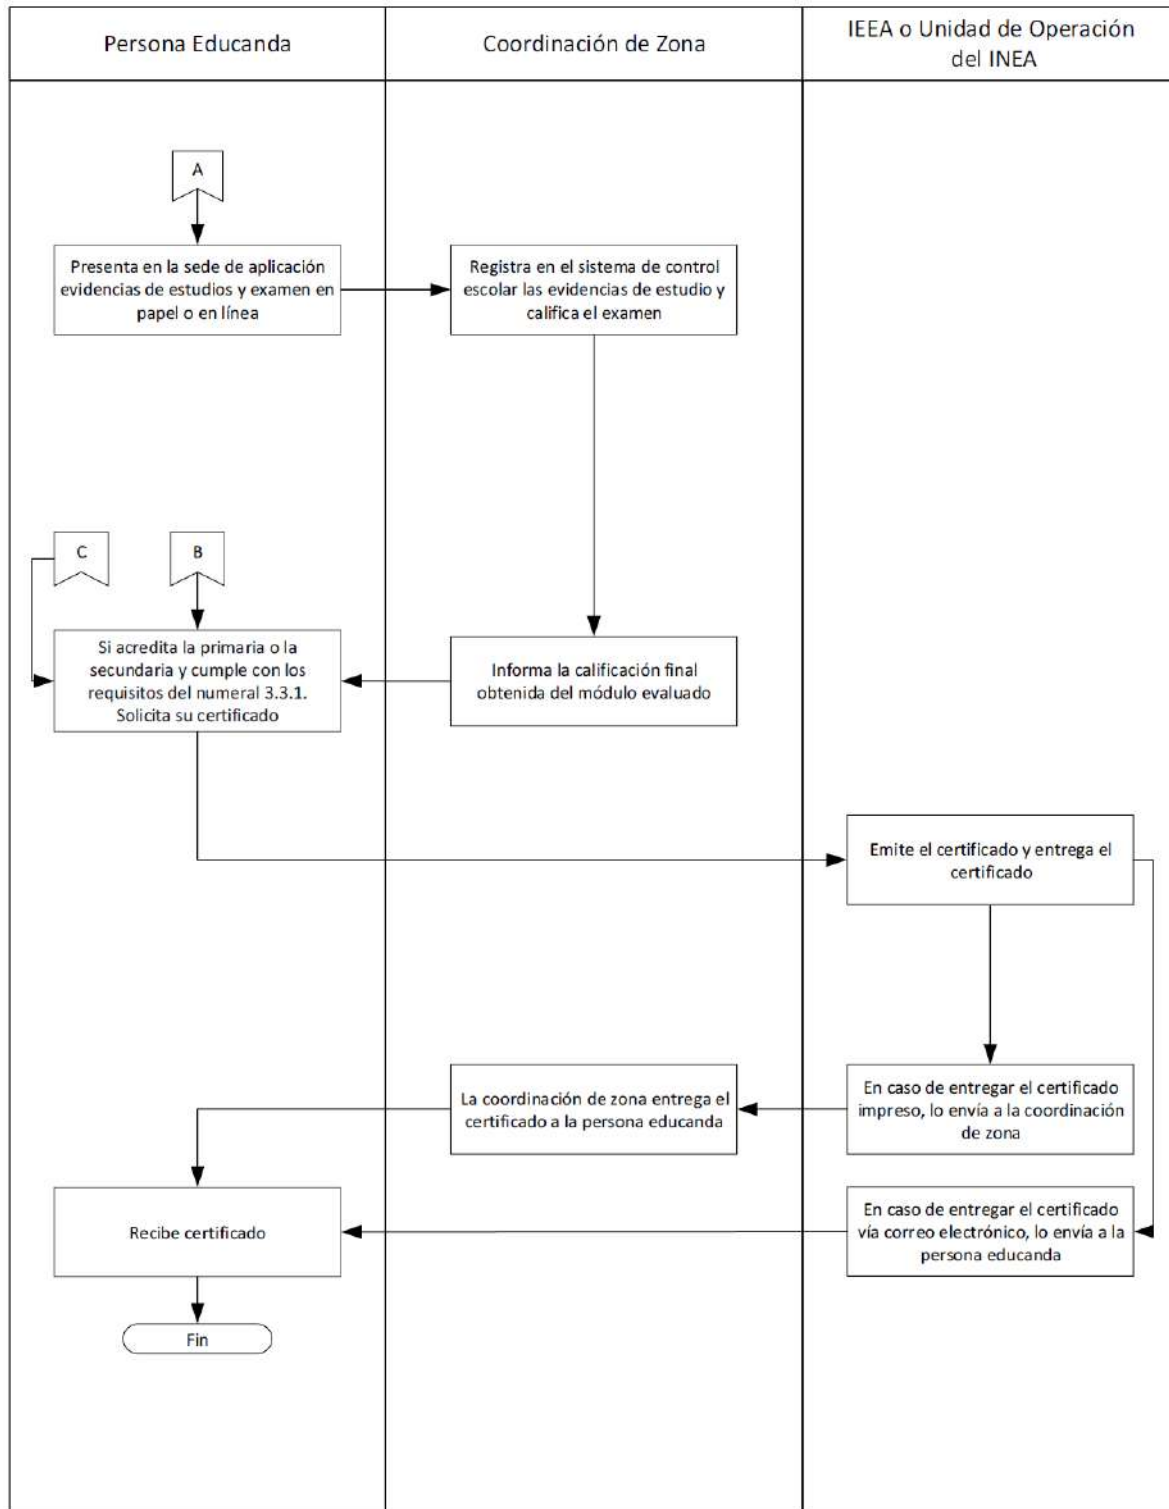 Persona Educanda
Coordinación de Zona
IEEA o Unidad de Operación
del INEA
A
Presenta en la sede de aplicación
evidencias de estudios y examen en
papel o en línea
Registra en el sistema de control
escolar las evidencias de estudio y
califica el examen
C
B
Si acredita la primaria o la
secundaria y cumple con los
requisitos del numeral 3.3.1.
Solicita su certificado
Informa la calificación final
obtenida del módulo evaluado
Emite el certificado y entrega el
certificado
La coordinación de zona entrega el
certificado a la persona educanda
En caso de entregar el certificado
impreso, lo envía a la coordinación
de zona
Recibe certificado
En caso de entregar el certificado
vía correo electrónico, lo envía a la
persona educanda
Fin